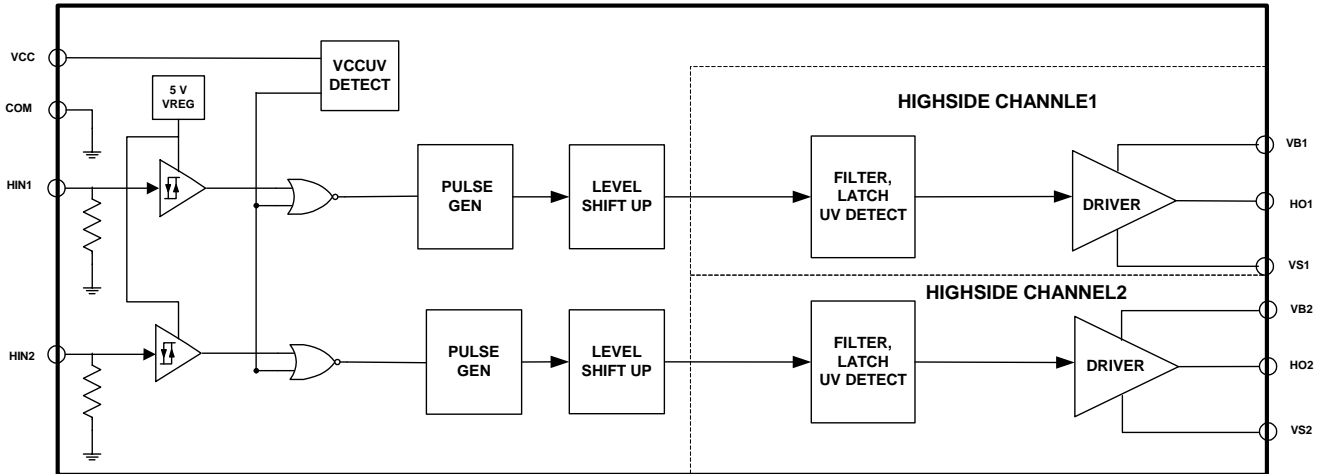 VCC
VCCUV
DETECT
5 V
VREG
COM
HIGHSIDE CHANNLE1
VB1
HIN1
PULSE
GEN
LEVEL
SHIFT UP
FILTER,
LATCH
UV DETECT
DRIVER
HO1
VS1
HIGHSIDE CHANNEL2
VB2
HIN2
PULSE
GEN
LEVEL
SHIFT UP
FILTER,
LATCH
UV DETECT
DRIVER
HO2
VS2